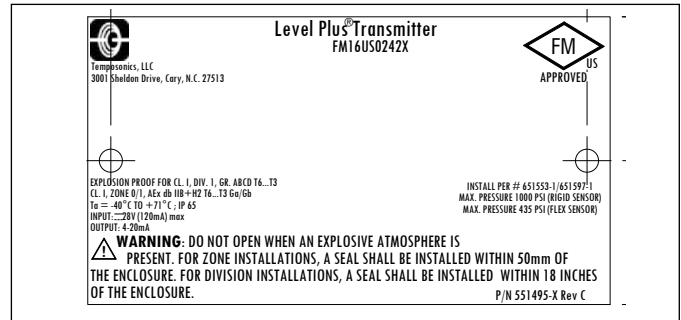 Level Plus® Transmitter
FM16US0242X
FM
US
APPROVED
Temposonics, LLC
3001 Sheldon Drive, Cary, N.C. 27513
EXPLOSION PROOF FOR CL. I, DIV. 1, GR. ABCD T6...T3
CL. I, ZONE 0/1, AEx db IIB+H2 T6...T3 Ga/Gb
Ta = -40°C TO +71°C ; IP 65
INPUT:⎓28V (120mA) max
OUTPUT: 4-20mA
INSTALL PER # 651553-1/651597-1
MAX. PRESSURE 1000 PSI (RIGID SENSOR)
MAX. PRESSURE 435 PSI (FLEX SENSOR)
WARNING: DO NOT OPEN WHEN AN EXPLOSIVE ATMOSPHERE IS
PRESENT. FOR ZONE INSTALLATIONS, A SEAL SHALL BE INSTALLED WITHIN 50mm OF
THE ENCLOSURE. FOR DIVISION INSTALLATIONS, A SEAL SHALL BE INSTALLED WITHIN 18 INCHES
OF THE ENCLOSURE.
P/N 551495-X Rev C